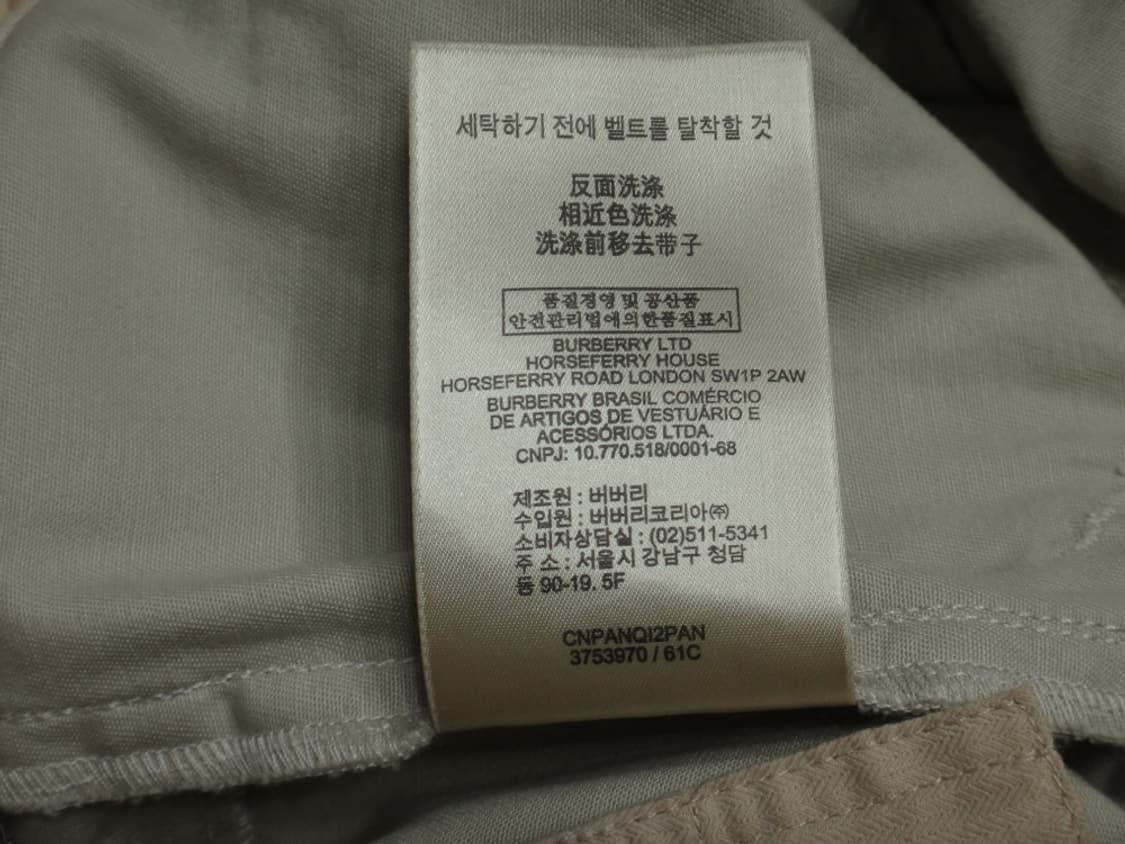 세탁하기 전에 벨트를 탈착할 것
反面洗涤
相近色洗涤
洗涤前移去带子
품질경영 및 공산품
안전관리법에의한품질표시
BURBERRY LTD
HORSEFERRY HOUSE
HORSEFERRY ROAD LONDON SW1P 2AW
BURBERRY BRASIL COMÉRCIO
DE ARTIGOS DE VESTUÁRIO E
ACESSÓRIOS LTDA.
CNPJ: 10.770.518/0001-68
제조원 : 버버리
수입원 : 버버리코리아㈜
소비자상담실 : (02)511-5341
주 소 : 서울시 강남구 청담
동 90-19. 5F
CNPANQI2PAN
3753970 / 61C